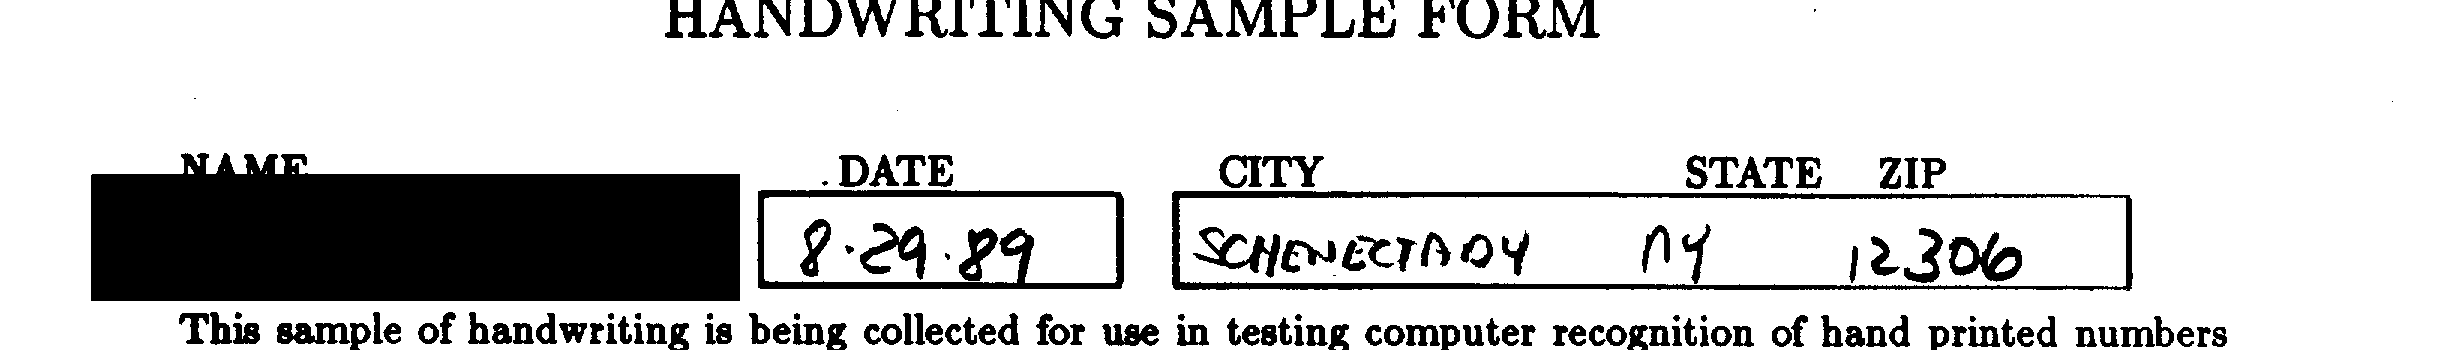 HANDWRITING SAMPLE FORM
NAME DATE CITY STATE ZIP
8·29·89 SCHENECTADY NY 12306
This sample of handwriting is being collected for use in testing computer recognition of hand printed numbers